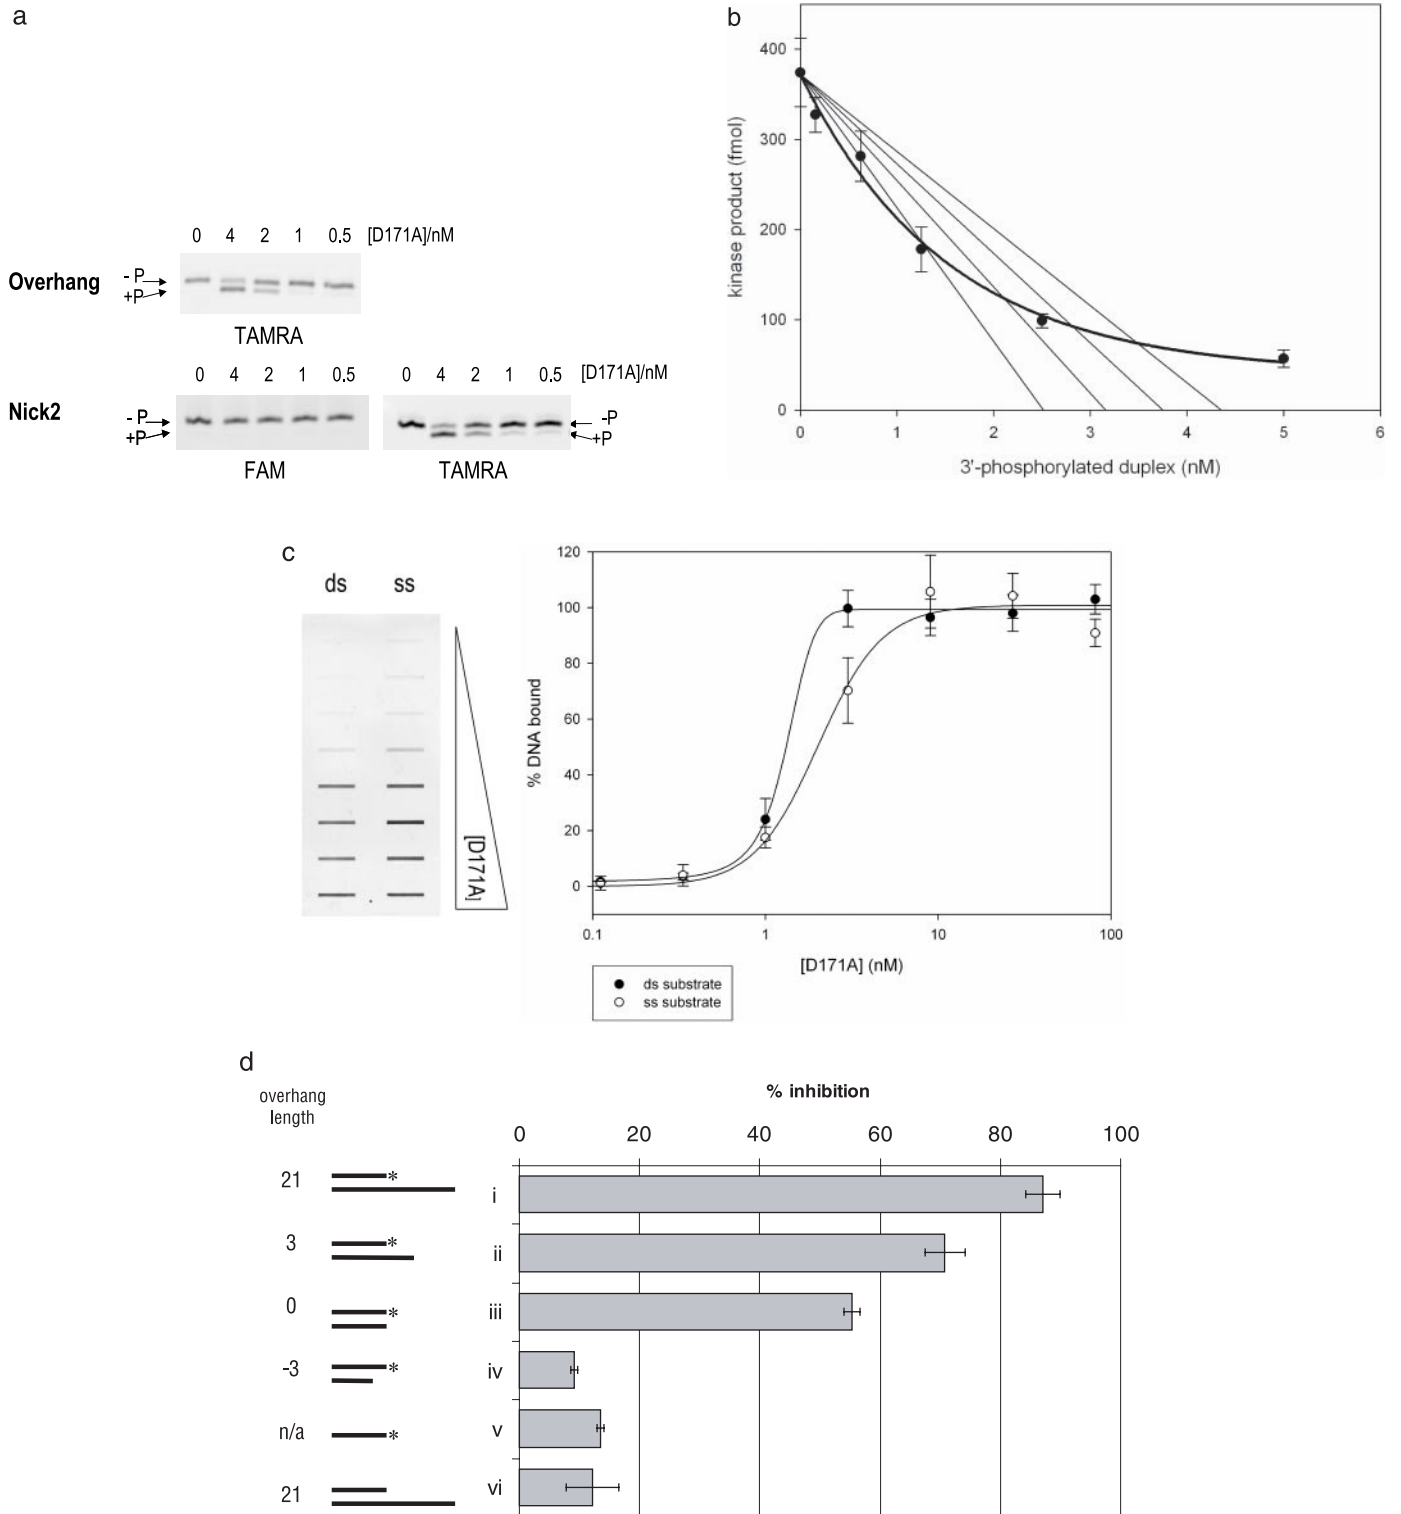 a
0 4 2 1 0.5 [D171A]/nM
Overhang
- P
+P
TAMRA
0 4 2 1 0.5
0 4 2 1 0.5 [D171A]/nM
Nick2
- P
+P
-P
+P
FAM
TAMRA
b
400
300
200
100
0
kinase product (fmol)
0 1 2 3 4 5 6
3'-phosphorylated duplex (nM)
c
ds ss
[D171A]
120
100
80
60
40
20
0
% DNA bound
0.1 1 10 100
[D171A] (nM)
ds substrate
ss substrate
d
overhang
length
% inhibition
0 20 40 60 80 100
21 * i
3 * ii
0 * iii
-3 * iv
n/a * v
21 vi